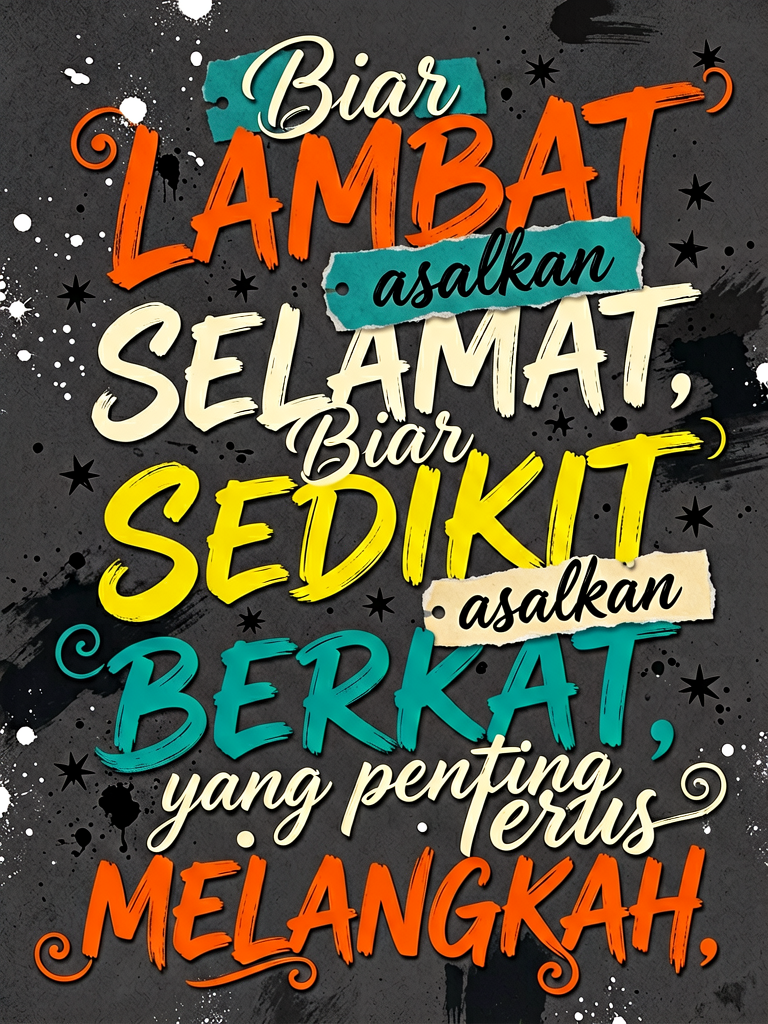 Biar
LAMBAT
asalkan
SELAMAT,
Biar
SEDIKIT
asalkan
BERKAT,
yang penting
terus
MELANGKAH,